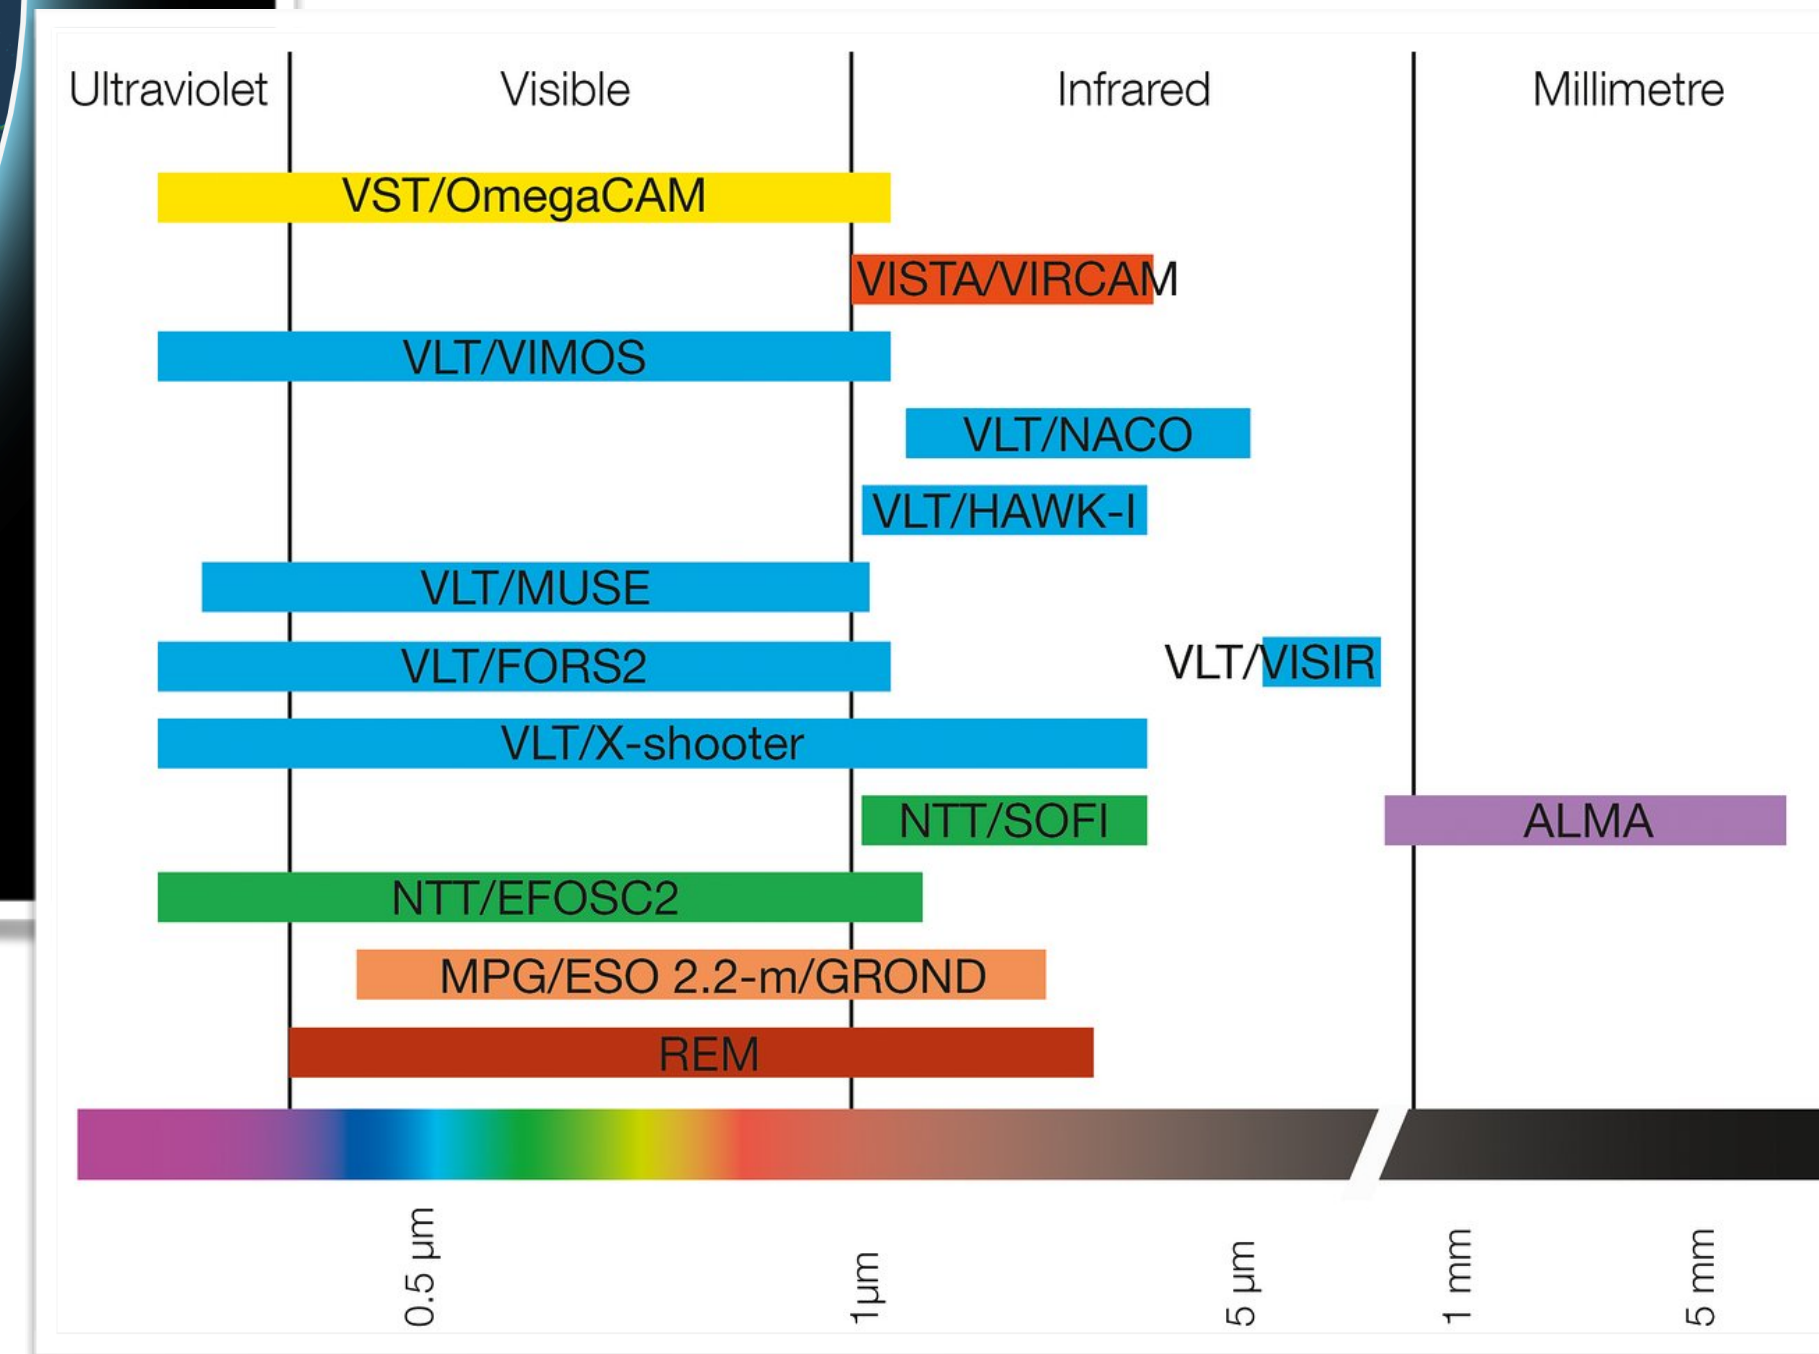 Ultraviolet
Visible
Infrared
Millimetre
VST/OmegaCAM
VISTA/VIRCAM
VLT/VIMOS
VLT/NACO
VLT/HAWK-I
VLT/MUSE
VLT/FORS2
VLT/VISIR
VLT/X-shooter
NTT/SOFI
ALMA
NTT/EFOSC2
MPG/ESO 2.2-m/GROND
REM
0.5 μm
1μm
5 μm
1 mm
5 mm